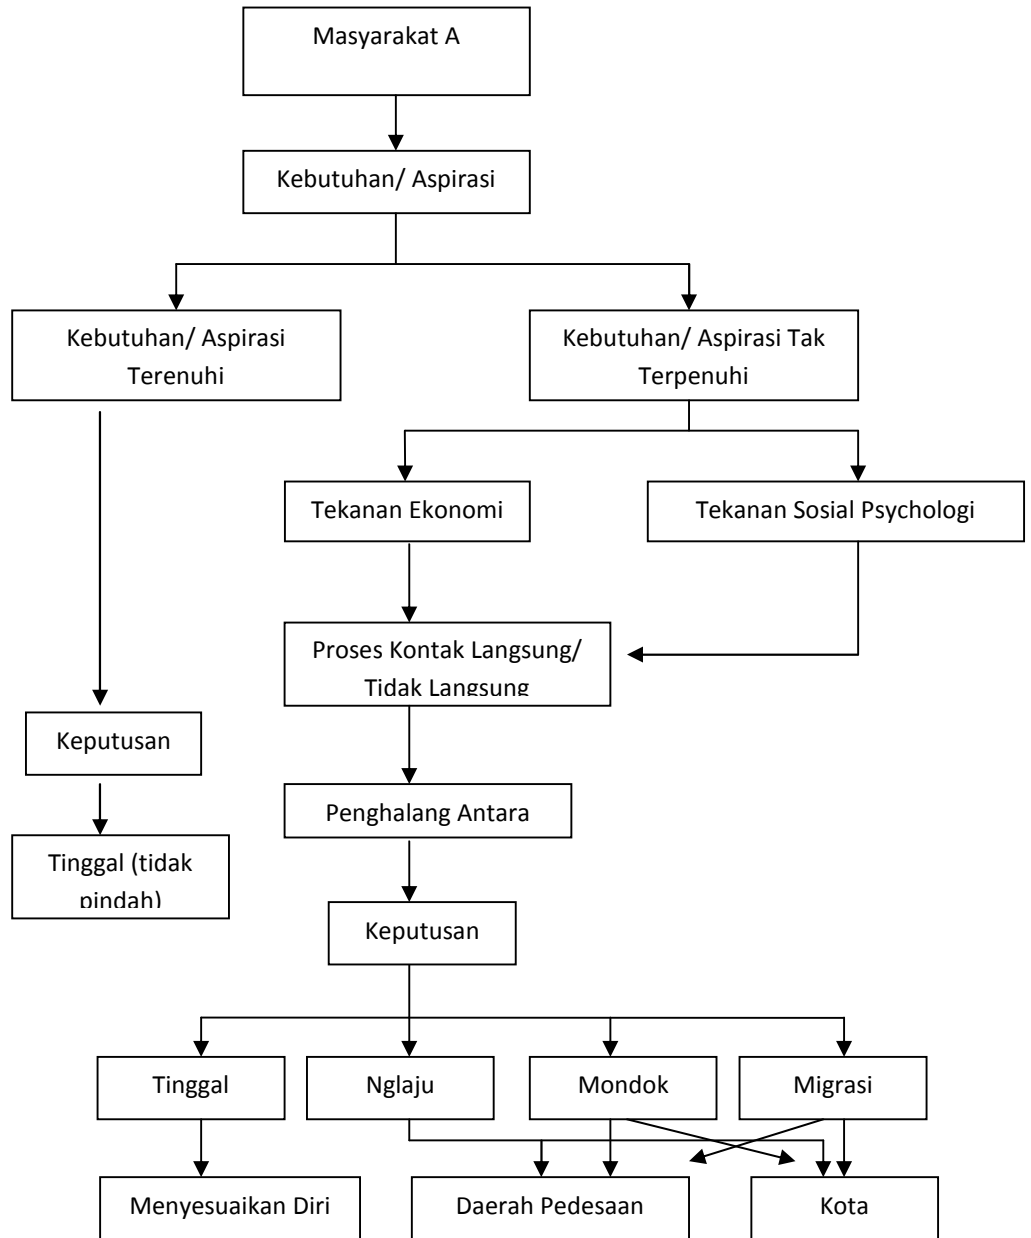 Masyarakat A
Kebutuhan/ Aspirasi
Kebutuhan/ Aspirasi
Terenuhi
Kebutuhan/ Aspirasi Tak
Terpenuhi
Tekanan Ekonomi
Tekanan Sosial Psychologi
Proses Kontak Langsung/
Tidak Langsung
Keputusan
Penghalang Antara
Tinggal (tidak
pindah)
Keputusan
Tinggal
Nglaju
Mondok
Migrasi
Menyesuaikan Diri
Daerah Pedesaan
Kota